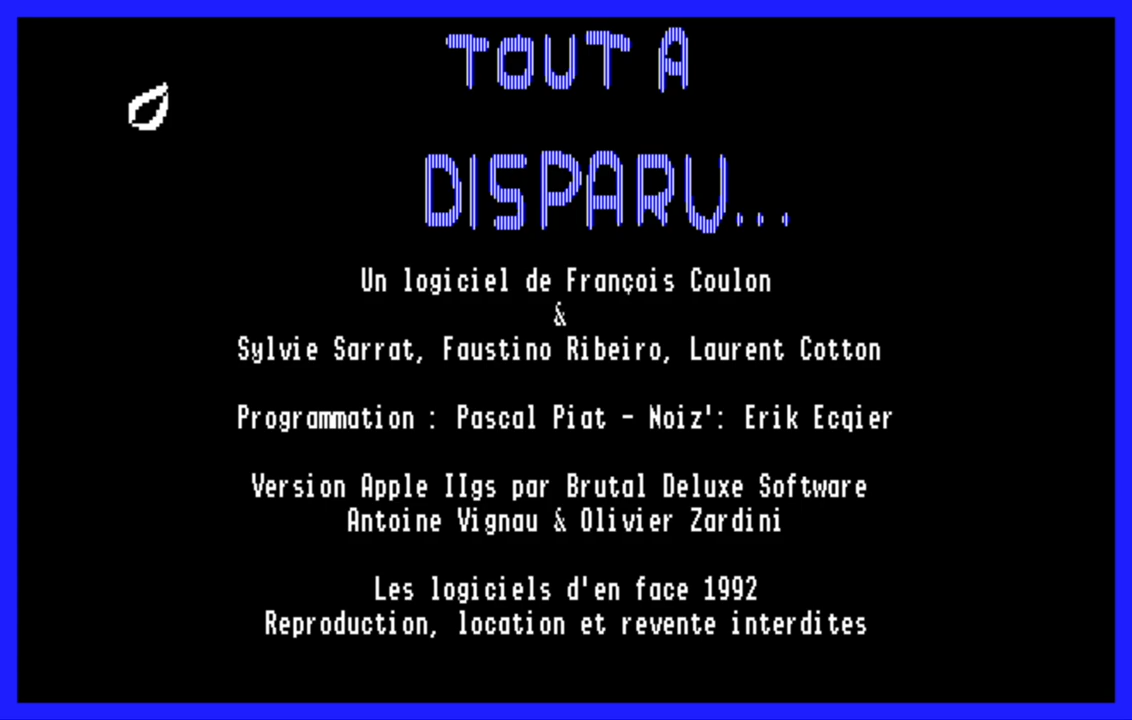 TOUT A
DISPARU...
Un logiciel de François Coulon
&
Sylvie Sarrat, Faustino Ribeiro, Laurent Cotton
Programmation : Pascal Piat - Noiz': Erik Ecqier
Version Apple IIgs par Brutal Deluxe Software
Antoine Vignau & Olivier Zardini
Les logiciels d'en face 1992
Reproduction, location et revente interdites